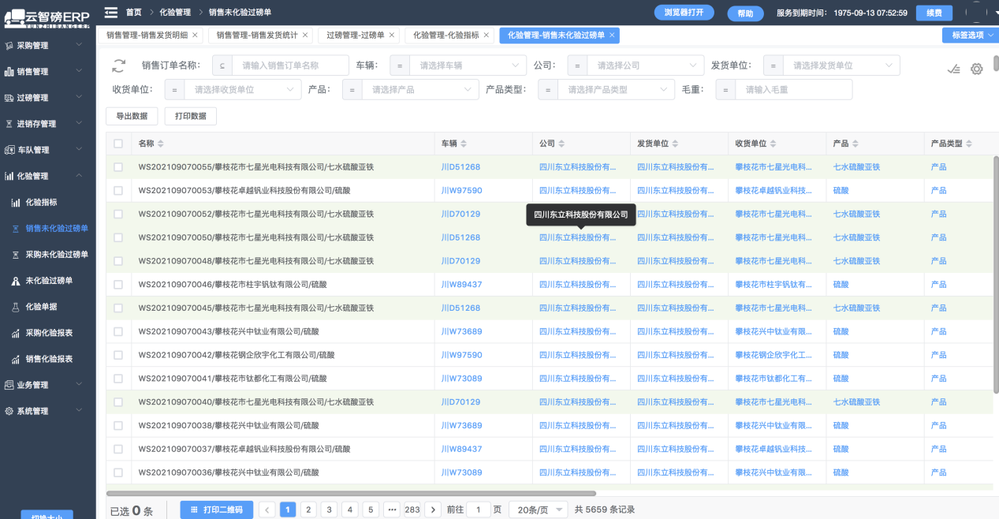 云智磅ERP
YUNZHIBANGERP
首页 > 化验管理 > 销售未化验过磅单
浏览器打开 帮助 服务到期时间: 1975-09-13 07:52:59 续费
销售管理-销售发货明细 × 销售管理-销售发货统计 × 过磅管理-过磅单 × 化验管理-化验指标 × 化验管理-销售未化验过磅单 × 标签选项
采购管理
销售管理
过磅管理
进销存管理
车队管理
化验管理
化验指标
销售未化验过磅单
采购未化验过磅单
未化验过磅单
化验单据
采购化验报表
销售化验报表
业务管理
系统管理
切换大小
销售订单名称: ⊆ 请输入销售订单名称 车辆: = 请选择车辆 公司: = 请选择公司 发货单位: = 请选择发货单位
收货单位: = 请选择收货单位 产品: = 请选择产品 产品类型: = 请选择产品类型 毛重: = 请输入毛重
导出数据 打印数据
名称 车辆 公司 发货单位 收货单位 产品 产品类型
WS202109070055/攀枝花市七星光电科技有限公司/七水硫酸亚铁 川D51268 四川东立科技股份有... 四川东立科技股份有... 攀枝花市七星光电科... 七水硫酸亚铁 产品
WS202109070053/攀枝花卓越钒业科技股份有限公司/硫酸 川W97590 四川东立科技股份有... 四川东立科技股份有... 攀枝花卓越钒业科技... 硫酸 产品
WS202109070052/攀枝花市七星光电科技有限公司/七水硫酸亚铁 川D70129 四川东立科技股份有限公司 四川东立科技股份有... 攀枝花市七星光电科... 七水硫酸亚铁 产品
WS202109070050/攀枝花市七星光电科技有限公司/七水硫酸亚铁 川D51268 四川东立科技股份有... 四川东立科技股份有... 攀枝花市七星光电科... 七水硫酸亚铁 产品
WS202109070048/攀枝花市七星光电科技有限公司/七水硫酸亚铁 川D70129 四川东立科技股份有... 四川东立科技股份有... 攀枝花市七星光电科... 七水硫酸亚铁 产品
WS202109070046/攀枝花市柱宇钒钛有限公司/硫酸 川W89437 四川东立科技股份有... 四川东立科技股份有... 攀枝花市柱宇钒钛有... 硫酸 产品
WS202109070045/攀枝花市七星光电科技有限公司/七水硫酸亚铁 川D51268 四川东立科技股份有... 四川东立科技股份有... 攀枝花市七星光电科... 七水硫酸亚铁 产品
WS202109070043/攀枝花兴中钛业有限公司/硫酸 川W73689 四川东立科技股份有... 四川东立科技股份有... 攀枝花兴中钛业有限... 硫酸 产品
WS202109070042/攀枝花钢企欣宇化工有限公司/硫酸 川W97590 四川东立科技股份有... 四川东立科技股份有... 攀枝花钢企欣宇化工... 硫酸 产品
WS202109070041/攀枝花市钛都化工有限公司/硫酸 川W73089 四川东立科技股份有... 四川东立科技股份有... 攀枝花市钛都化工有... 硫酸 产品
WS202109070040/攀枝花市七星光电科技有限公司/七水硫酸亚铁 川D70129 四川东立科技股份有... 四川东立科技股份有... 攀枝花市七星光电科... 七水硫酸亚铁 产品
WS202109070038/攀枝花兴中钛业有限公司/硫酸 川W73689 四川东立科技股份有... 四川东立科技股份有... 攀枝花兴中钛业有限... 硫酸 产品
WS202109070037/攀枝花卓越钒业科技股份有限公司/硫酸 川W89437 四川东立科技股份有... 四川东立科技股份有... 攀枝花卓越钒业科技... 硫酸 产品
WS202109070036/攀枝花兴中钛业有限公司/硫酸 川W73089 四川东立科技股份有... 四川东立科技股份有... 攀枝花兴中钛业有限... 硫酸 产品
已选 0 条 打印二维码 < 1 2 3 4 5 ••• 283 > 前往 1 页 20条/页 共 5659 条记录